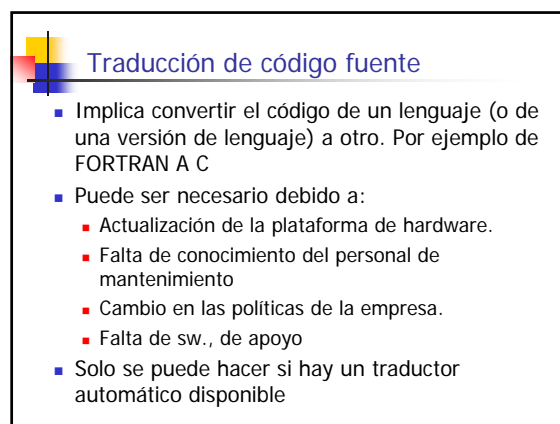 Traducción de código fuente
Implica convertir el código de un lenguaje (o de
una versión de lenguaje) a otro. Por ejemplo de
FORTRAN A C
Puede ser necesario debido a:
Actualización de la plataforma de hardware.
Falta de conocimiento del personal de
mantenimiento
Cambio en las políticas de la empresa.
Falta de sw., de apoyo
Solo se puede hacer si hay un traductor
automático disponible